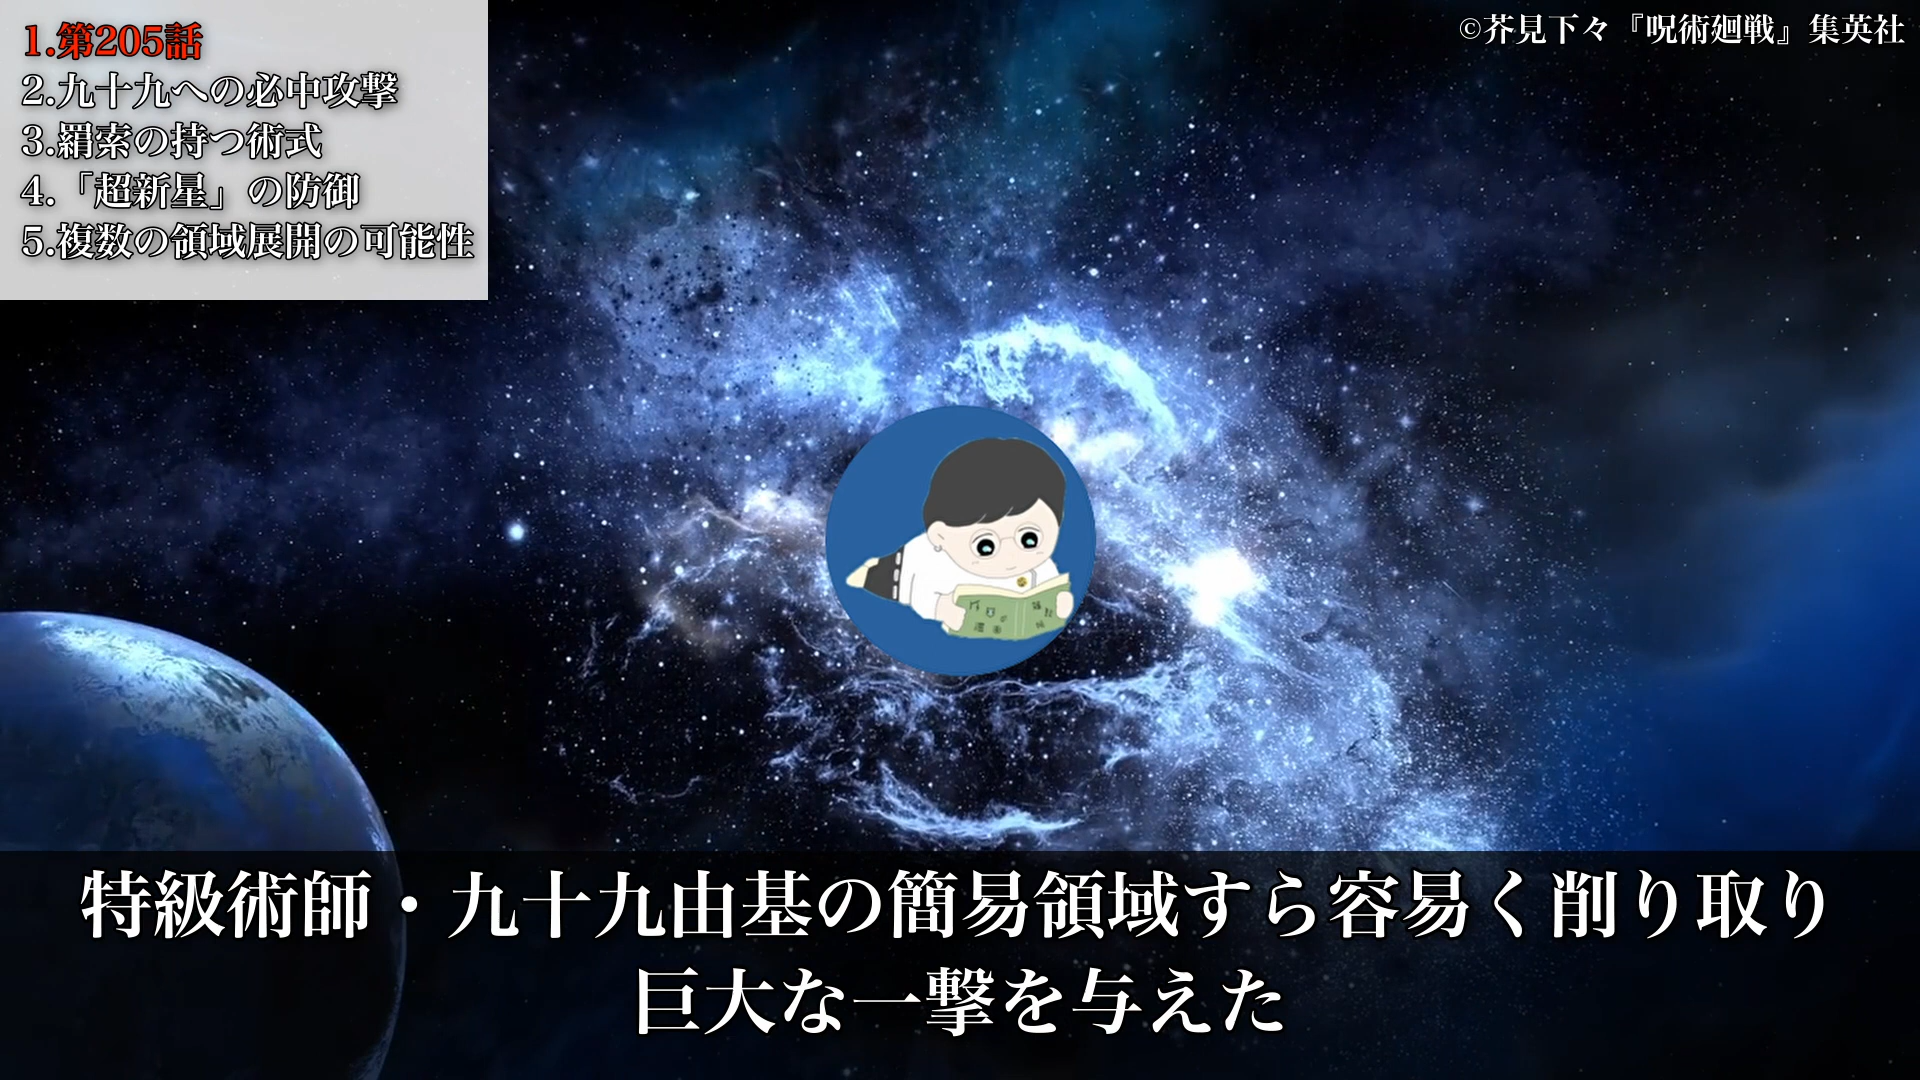 1.第205話
2.九十九への必中攻撃
3.羂索の持つ術式
4.「超新星」の防御
5.複数の領域展開の可能性
©芥見下々『呪術廻戦』集英社
特級術師・九十九由基の簡易領域すら容易く削り取り
巨大な一撃を与えた